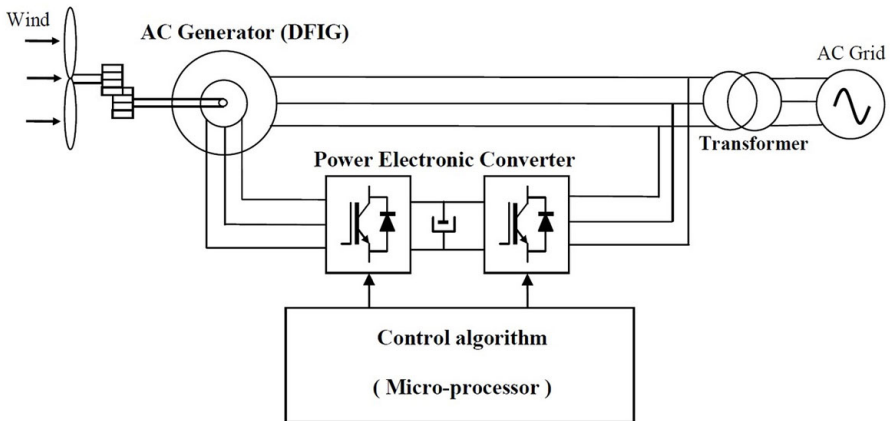 Wind
AC Generator (DFIG)
AC Grid
Transformer
Power Electronic Converter
Control algorithm
( Micro-processor )